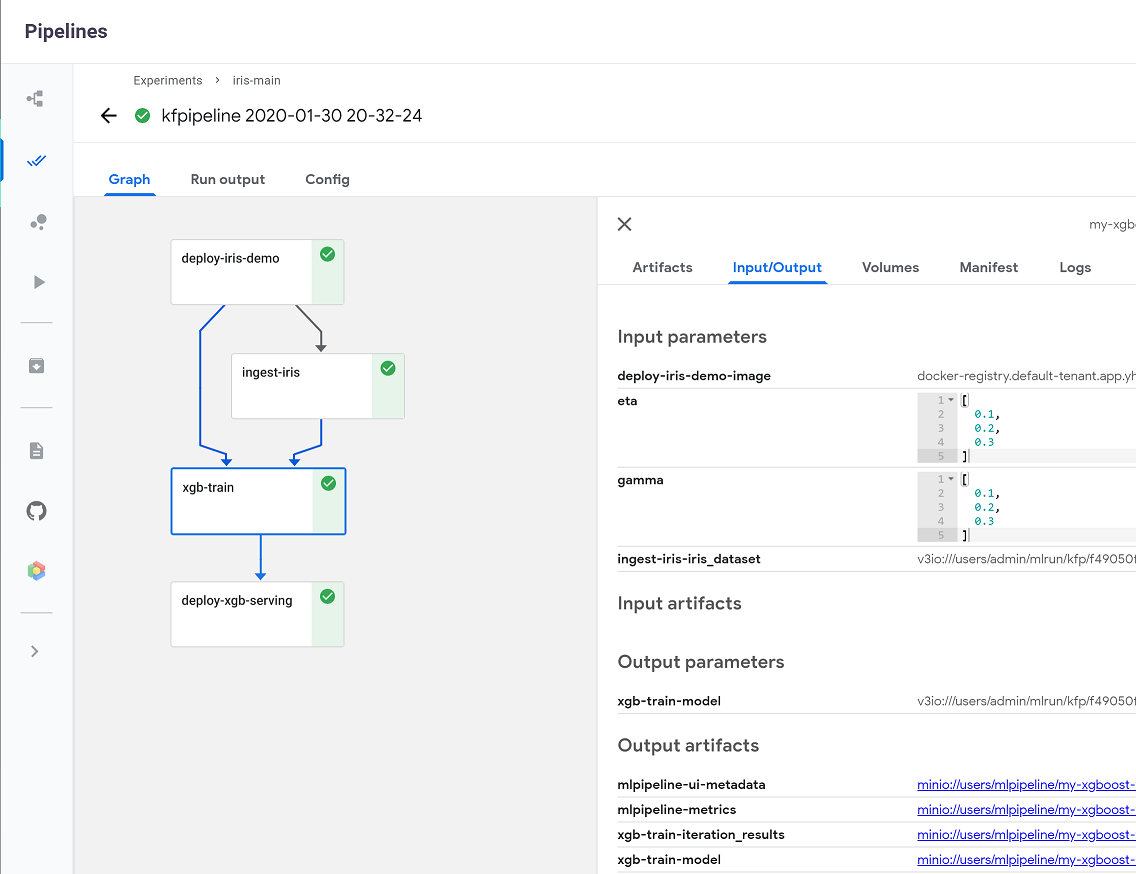 Pipelines
Experiments > iris-main
kfpipeline 2020-01-30 20-32-24
Graph Run output Config
deploy-iris-demo
ingest-iris
xgb-train
deploy-xgb-serving
my-xgbo
Artifacts Input/Output Volumes Manifest Logs
Input parameters
deploy-iris-demo-image docker-registry.default-tenant.app.yh
eta
1 [
2 0.1,
3 0.2,
4 0.3
5 ]
gamma
1 [
2 0.1,
3 0.2,
4 0.3
5 ]
ingest-iris-iris_dataset v3io:///users/admin/mlrun/kfp/f49050f
Input artifacts
Output parameters
xgb-train-model v3io:///users/admin/mlrun/kfp/f49050f
Output artifacts
mlpipeline-ui-metadata minio://users/mlpipeline/my-xgboost-
mlpipeline-metrics minio://users/mlpipeline/my-xgboost-
xgb-train-iteration_results minio://users/mlpipeline/my-xgboost-
xgb-train-model minio://users/mlpipeline/my-xgboost-